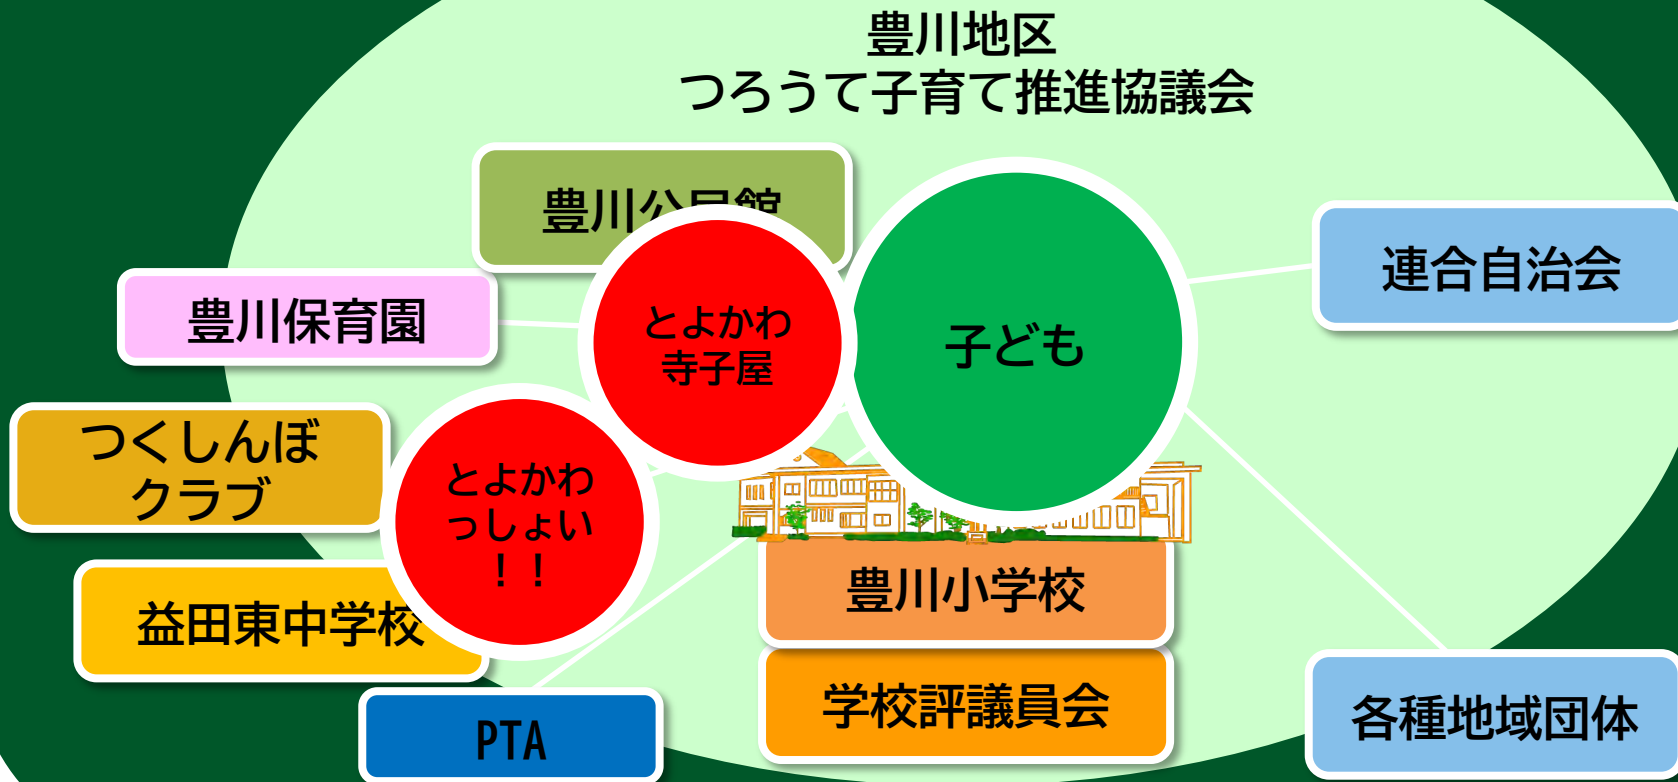 豊川地区
つろうて子育て推進協議会
豊川公民館
連合自治会
豊川保育園
とよかわ
寺子屋
子ども
つくしんぼ
クラブ
とよかわ
っしょい
！！
豊川小学校
益田東中学校
学校評議員会
各種地域団体
PTA